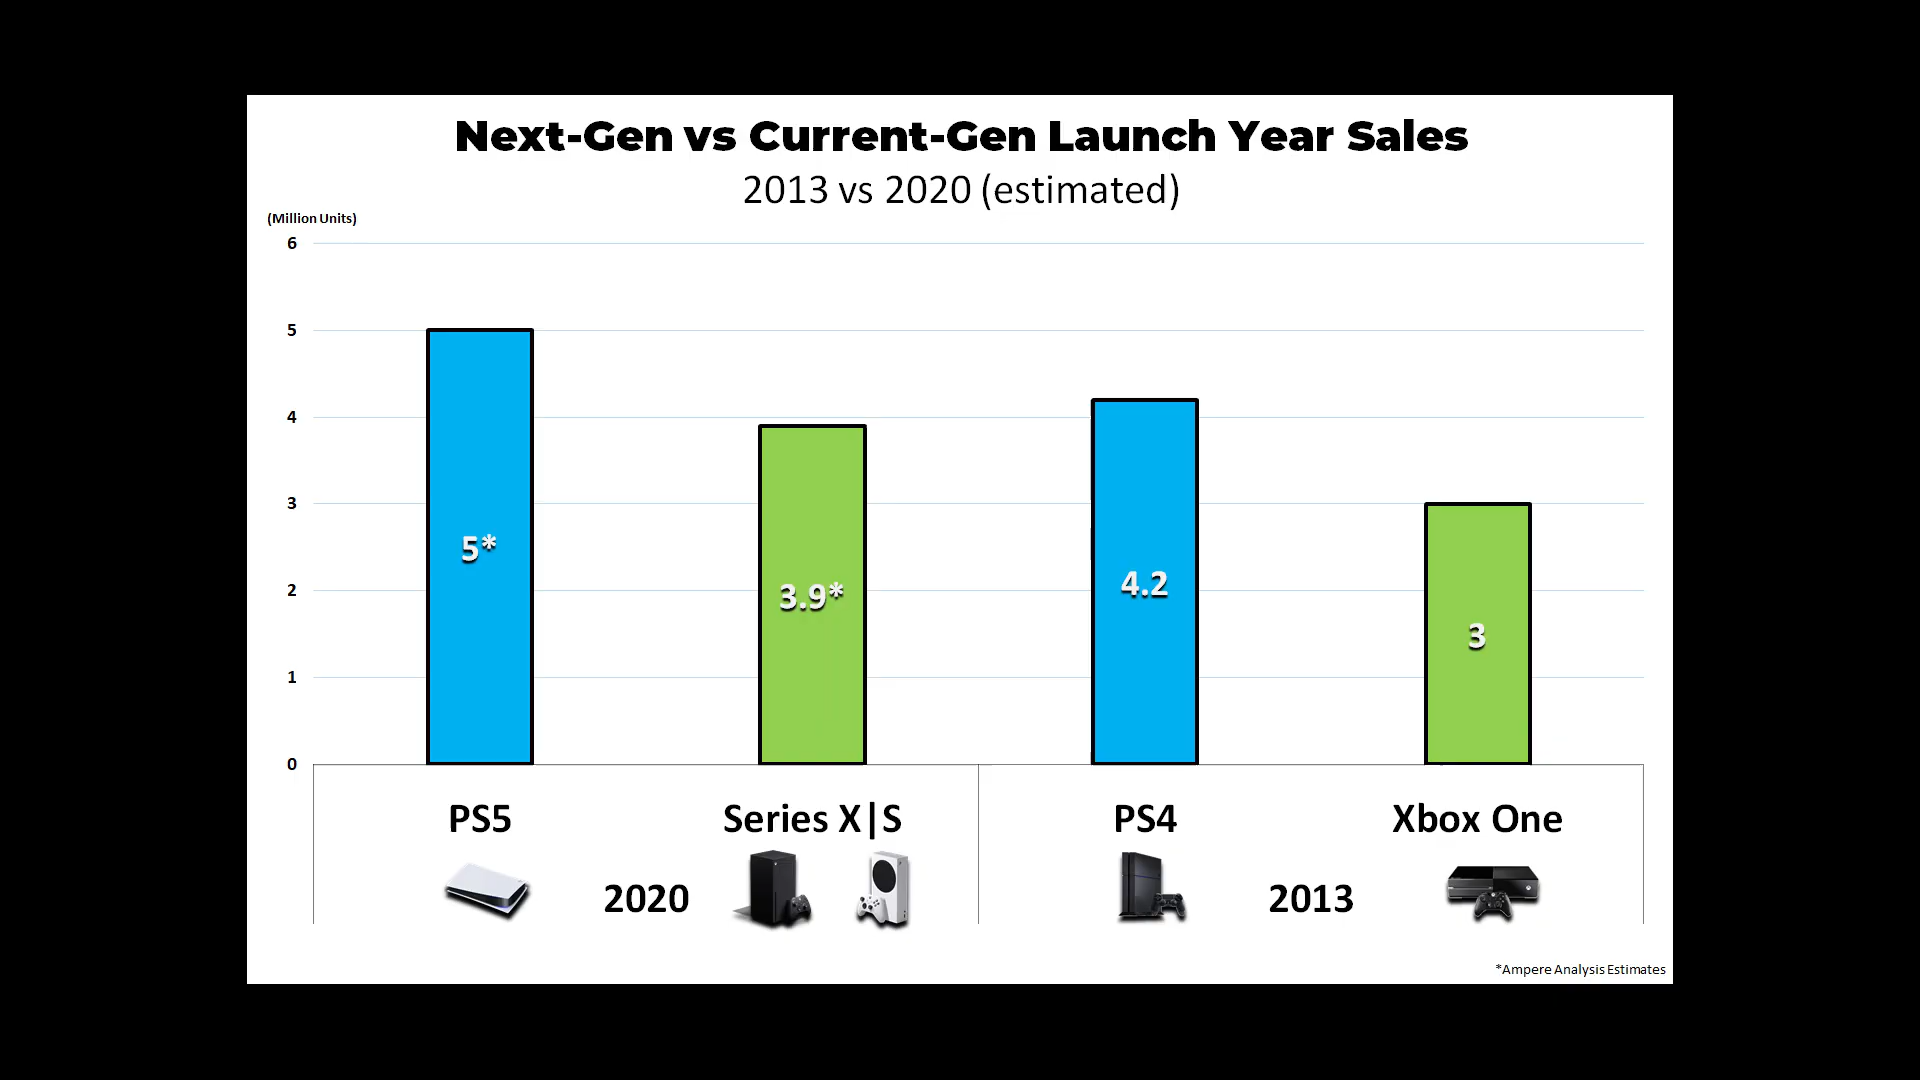 Next-Gen vs Current-Gen Launch Year Sales
2013 vs 2020 (estimated)
(Million Units)
6
5
4
3
2
1
0
5*
3.9*
4.2
3
PS5
Series X|S
PS4
Xbox One
2020
2013
*Ampere Analysis Estimates